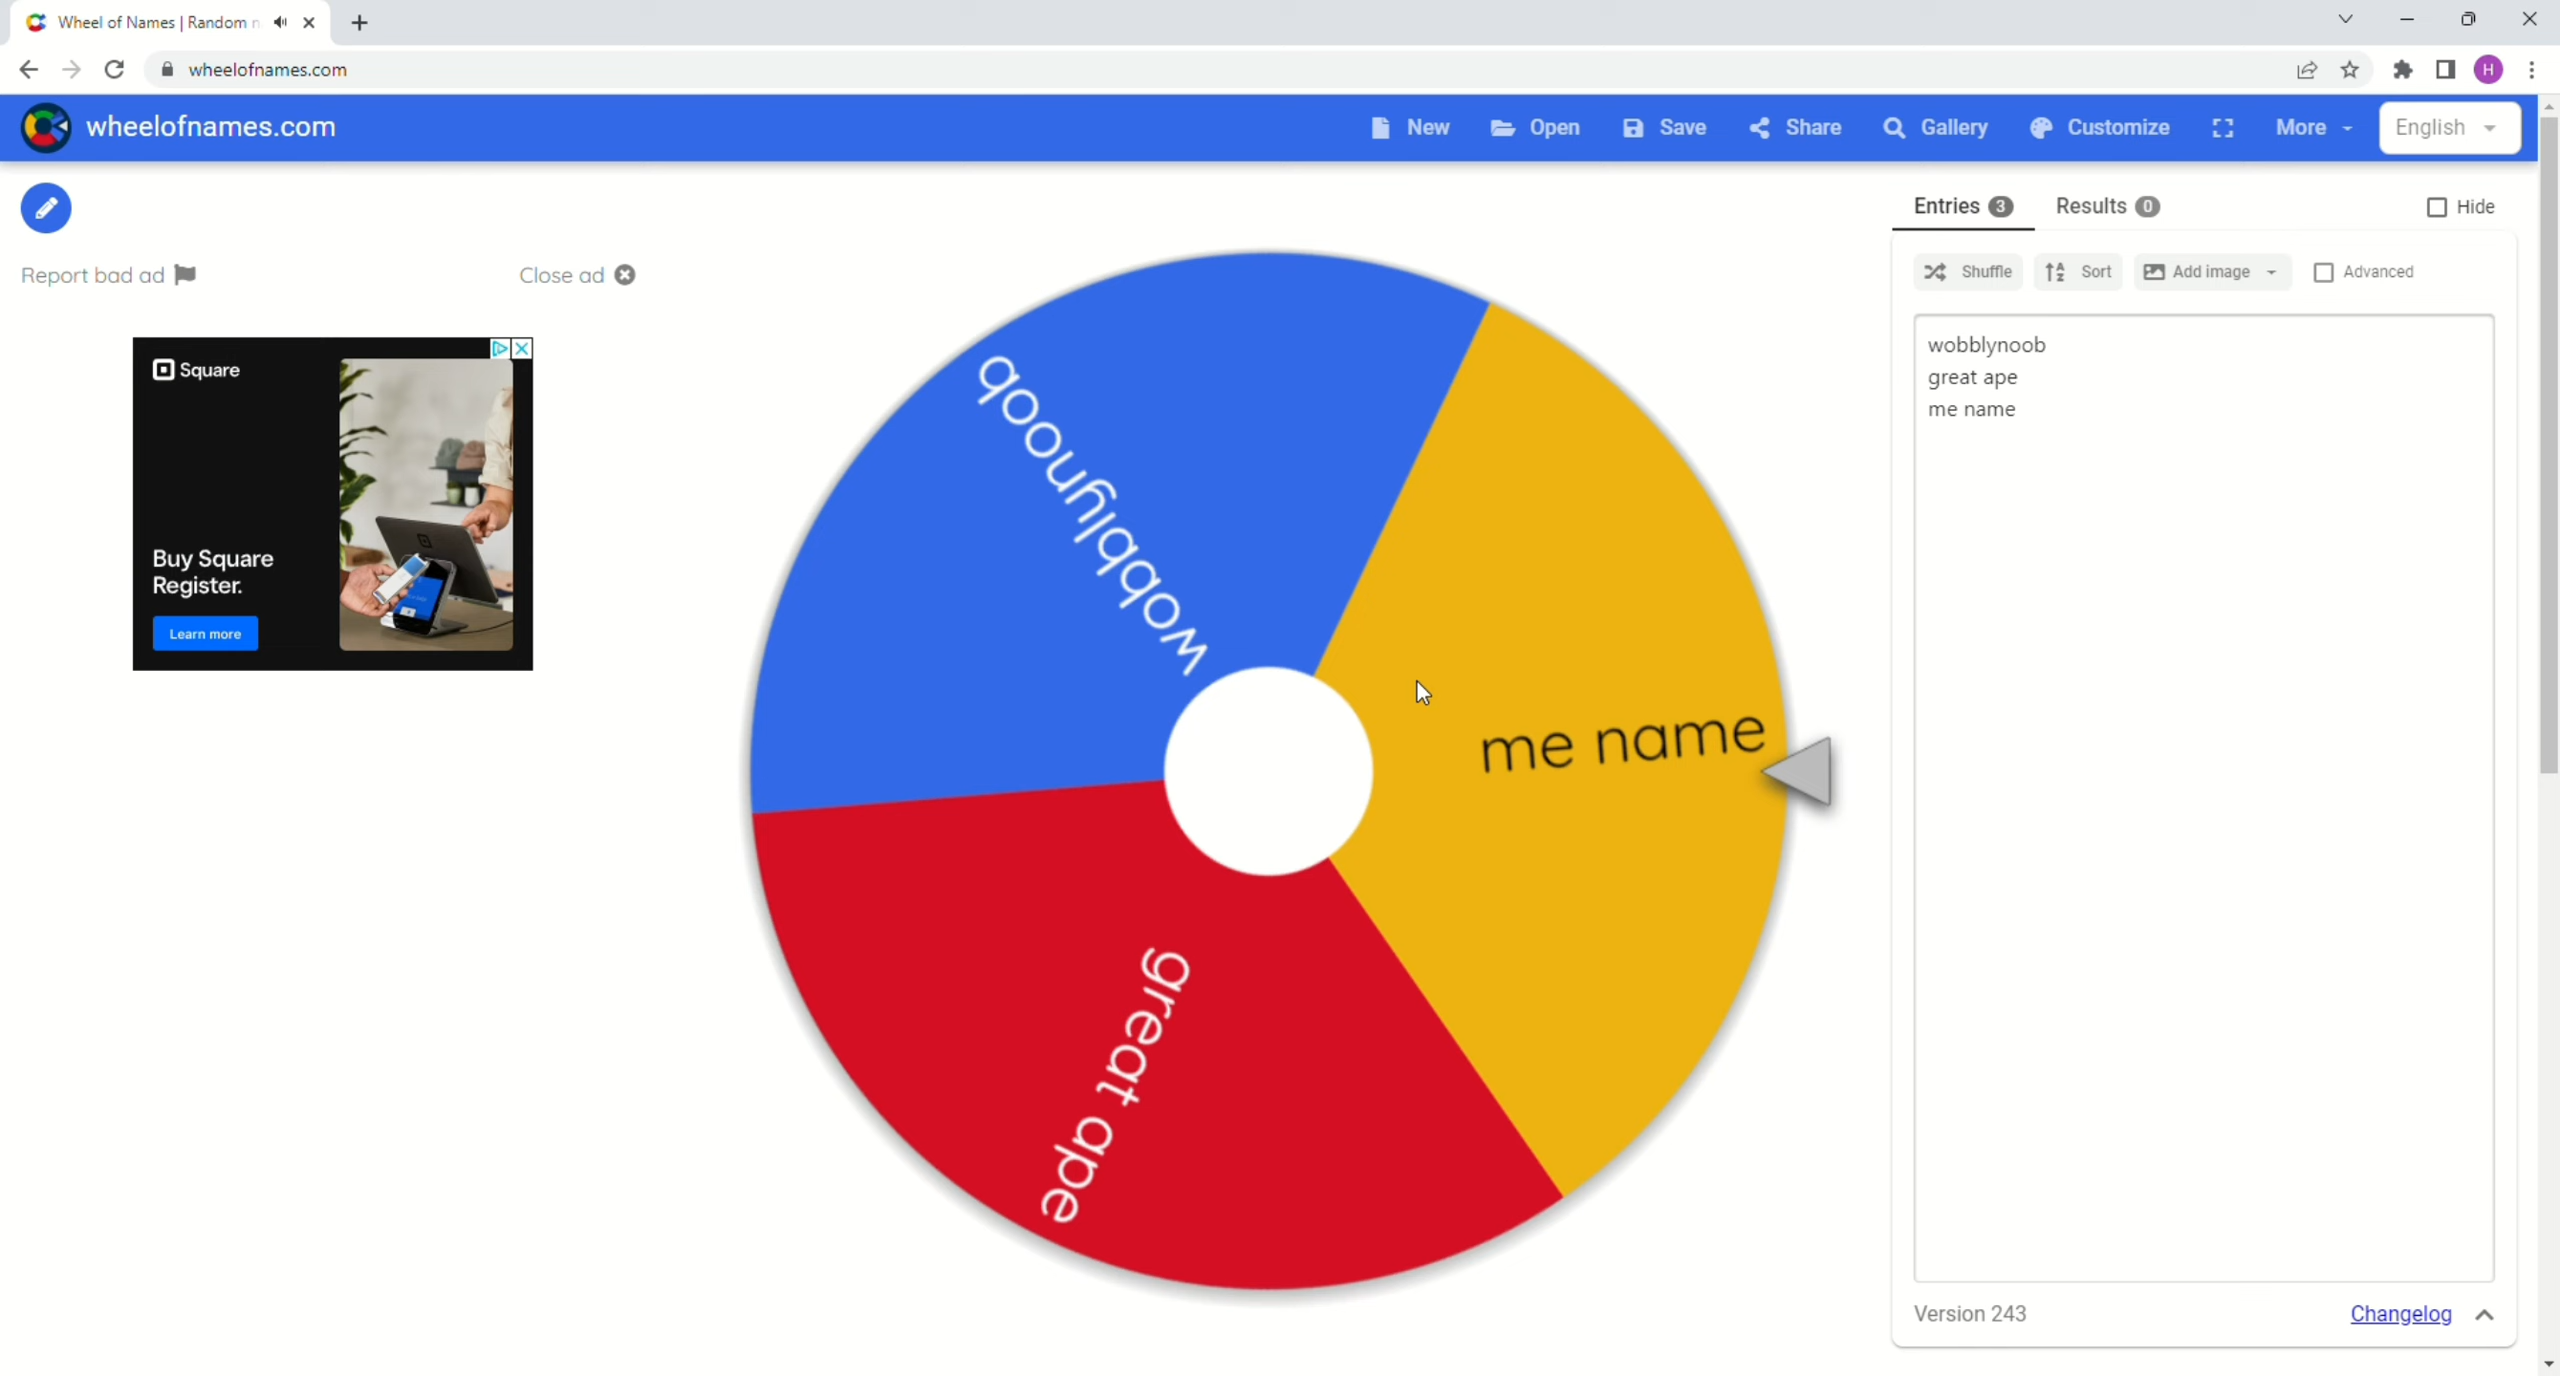 Wheel of Names | Random n
wheelofnames.com
H
wheelofnames.com
New
Open
Save
Share
Gallery
Customize
More
English
Entries 3
Results 0
Hide
Report bad ad
Close ad
Shuffle
Sort
Add image
Advanced
Square
Buy Square
Register.
Learn more
wobblynoob
me name
great ape
wobblynoob
great ape
me name
Version 243
Changelog